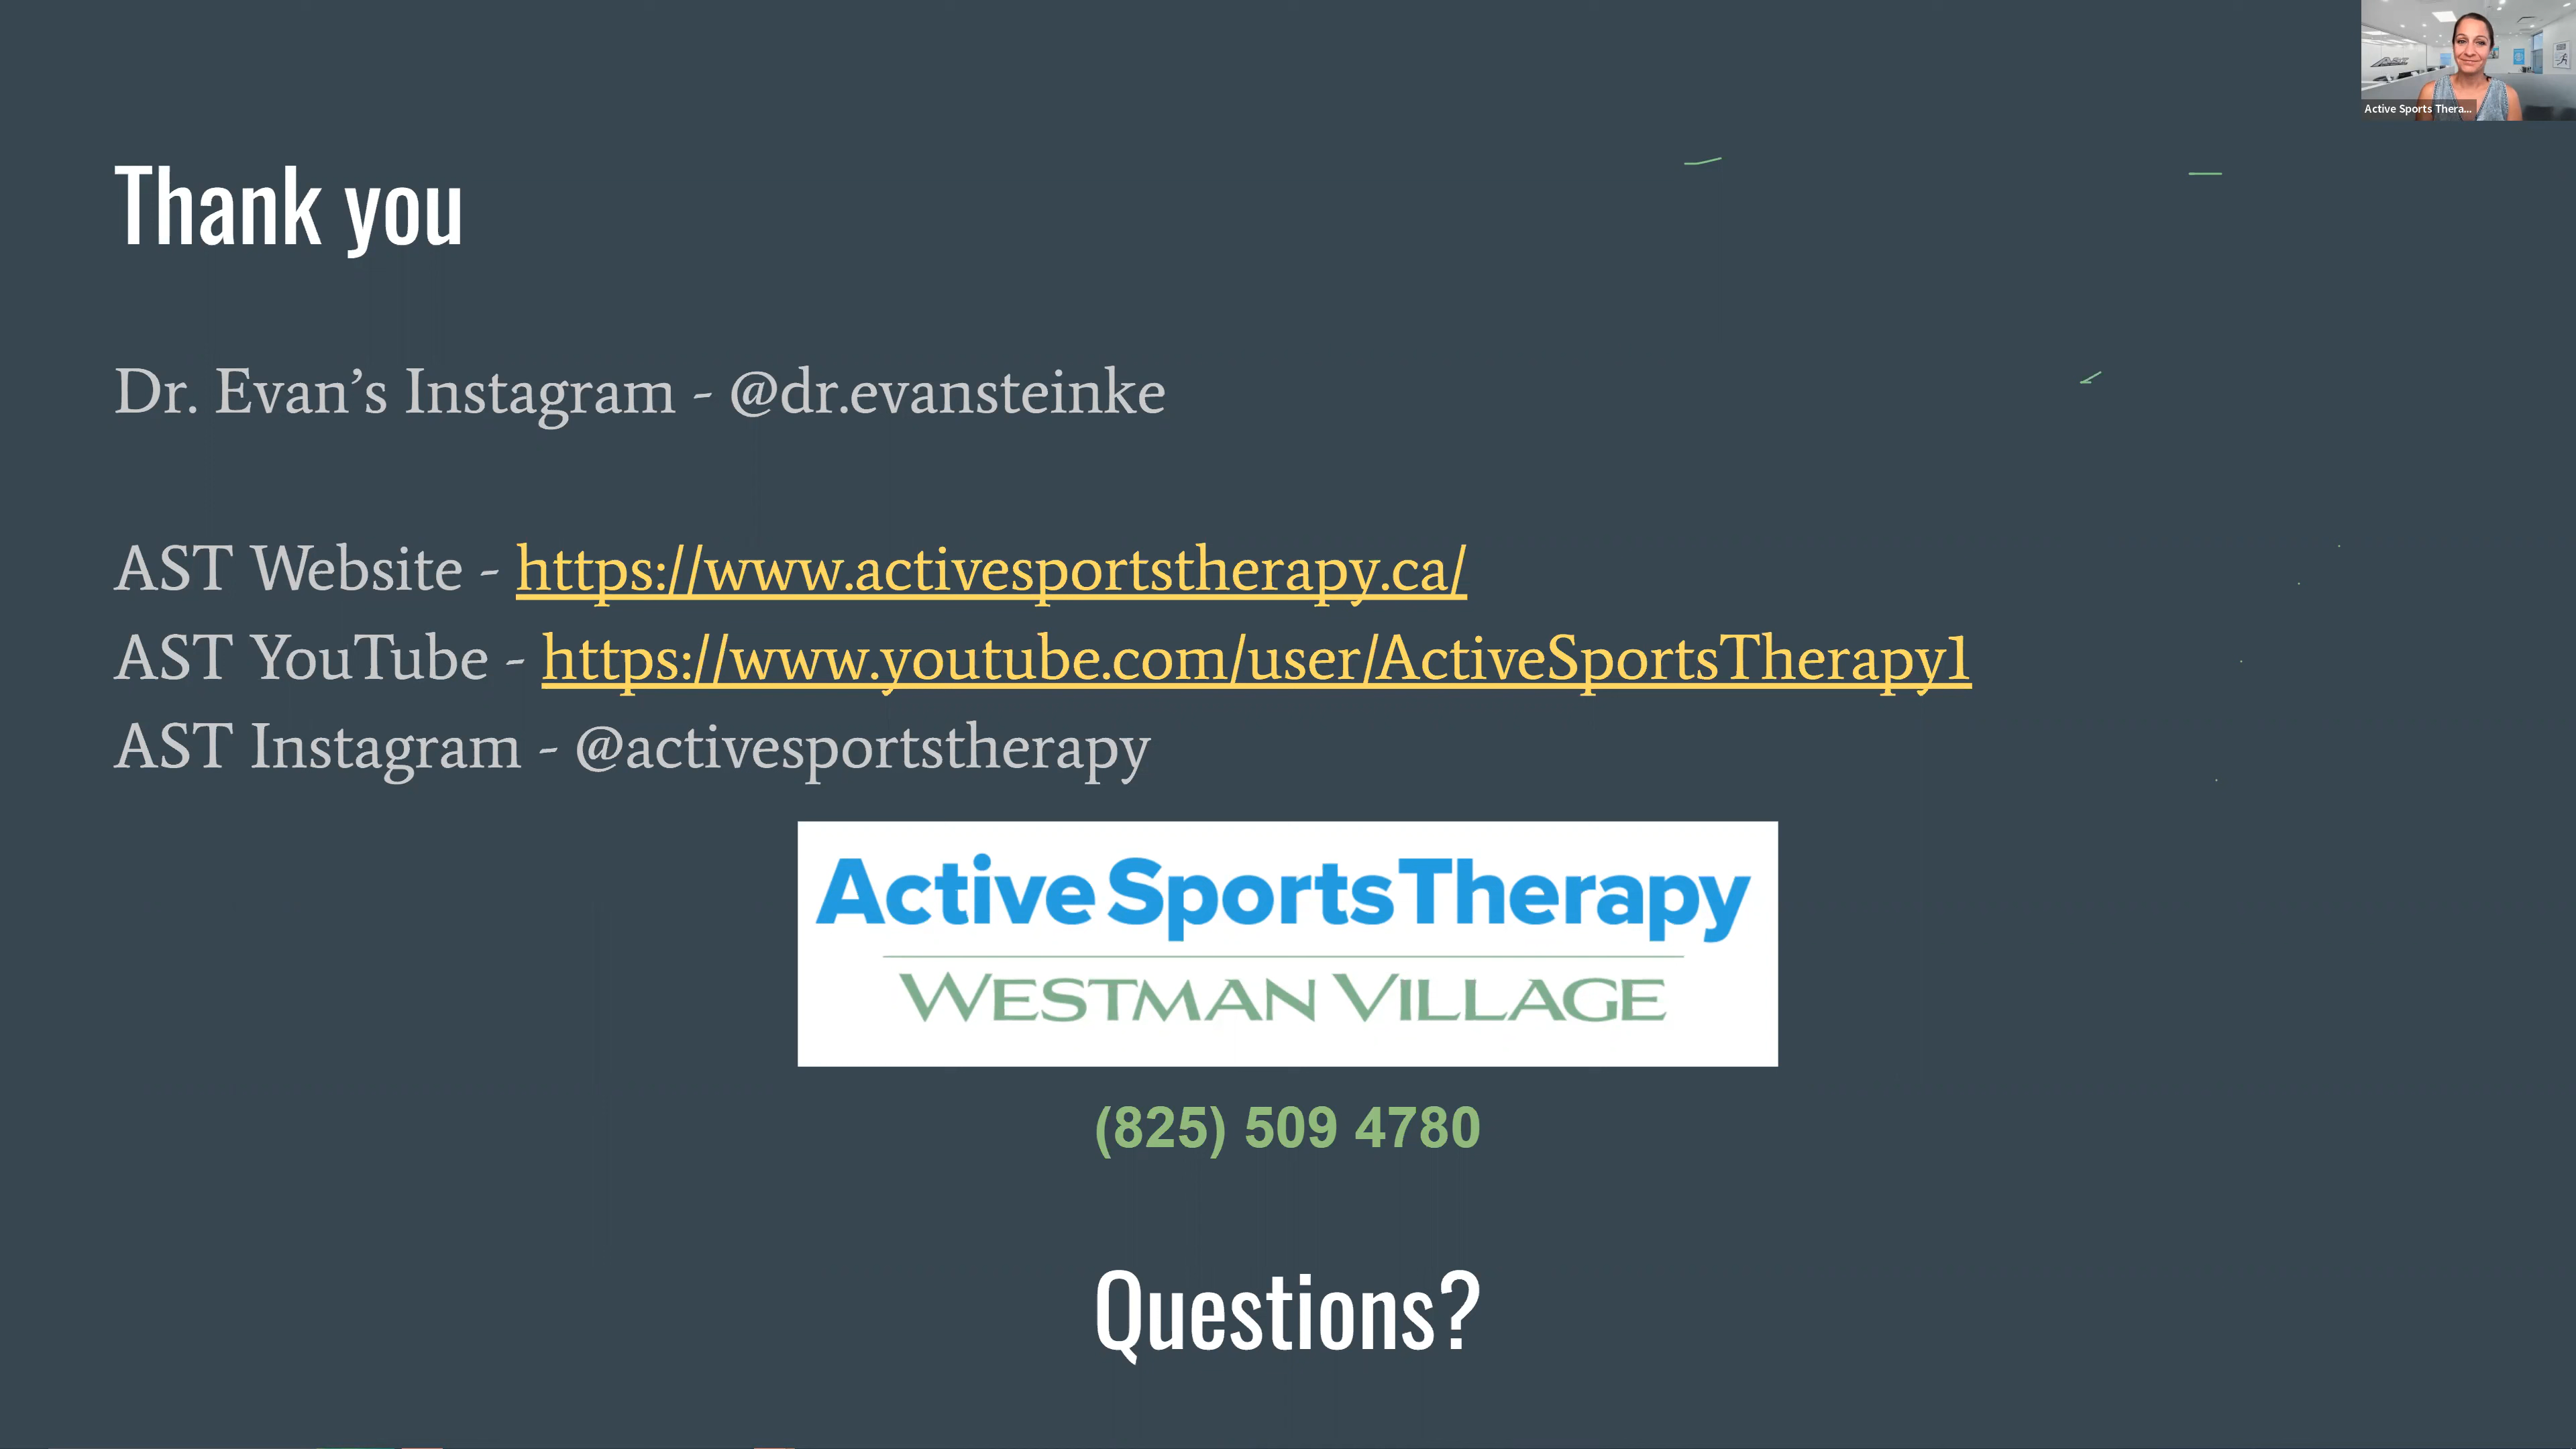 Active Sports Thera...
Thank you
Dr. Evan’s Instagram - @dr.evansteinke
AST Website - https://www.activesportstherapy.ca/
AST YouTube - https://www.youtube.com/user/ActiveSportsTherapy1
AST Instagram - @activesportstherapy
Active Sports Therapy
WESTMAN VILLAGE
(825) 509 4780
Questions?